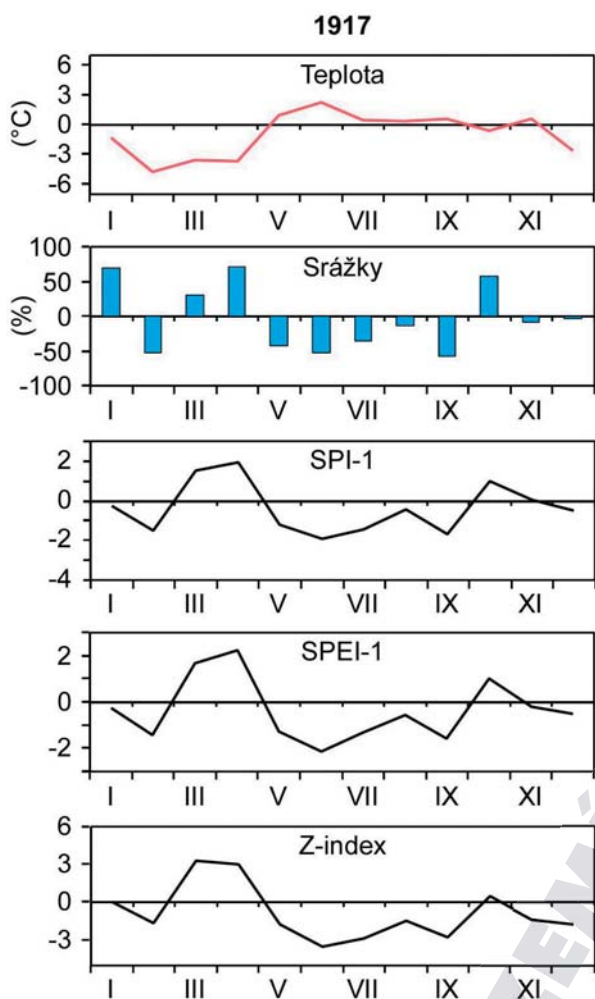 1917
Teplota
(°C)
6
3
0
-3
-6
I III V VII IX XI
Srážky
(%)
100
50
0
-50
-100
I III V VII IX XI
SPI-1
2
0
-2
-4
I III V VII IX XI
SPEI-1
2
0
-2
I III V VII IX XI
Z-index
6
3
0
-3
I III V VII IX XI